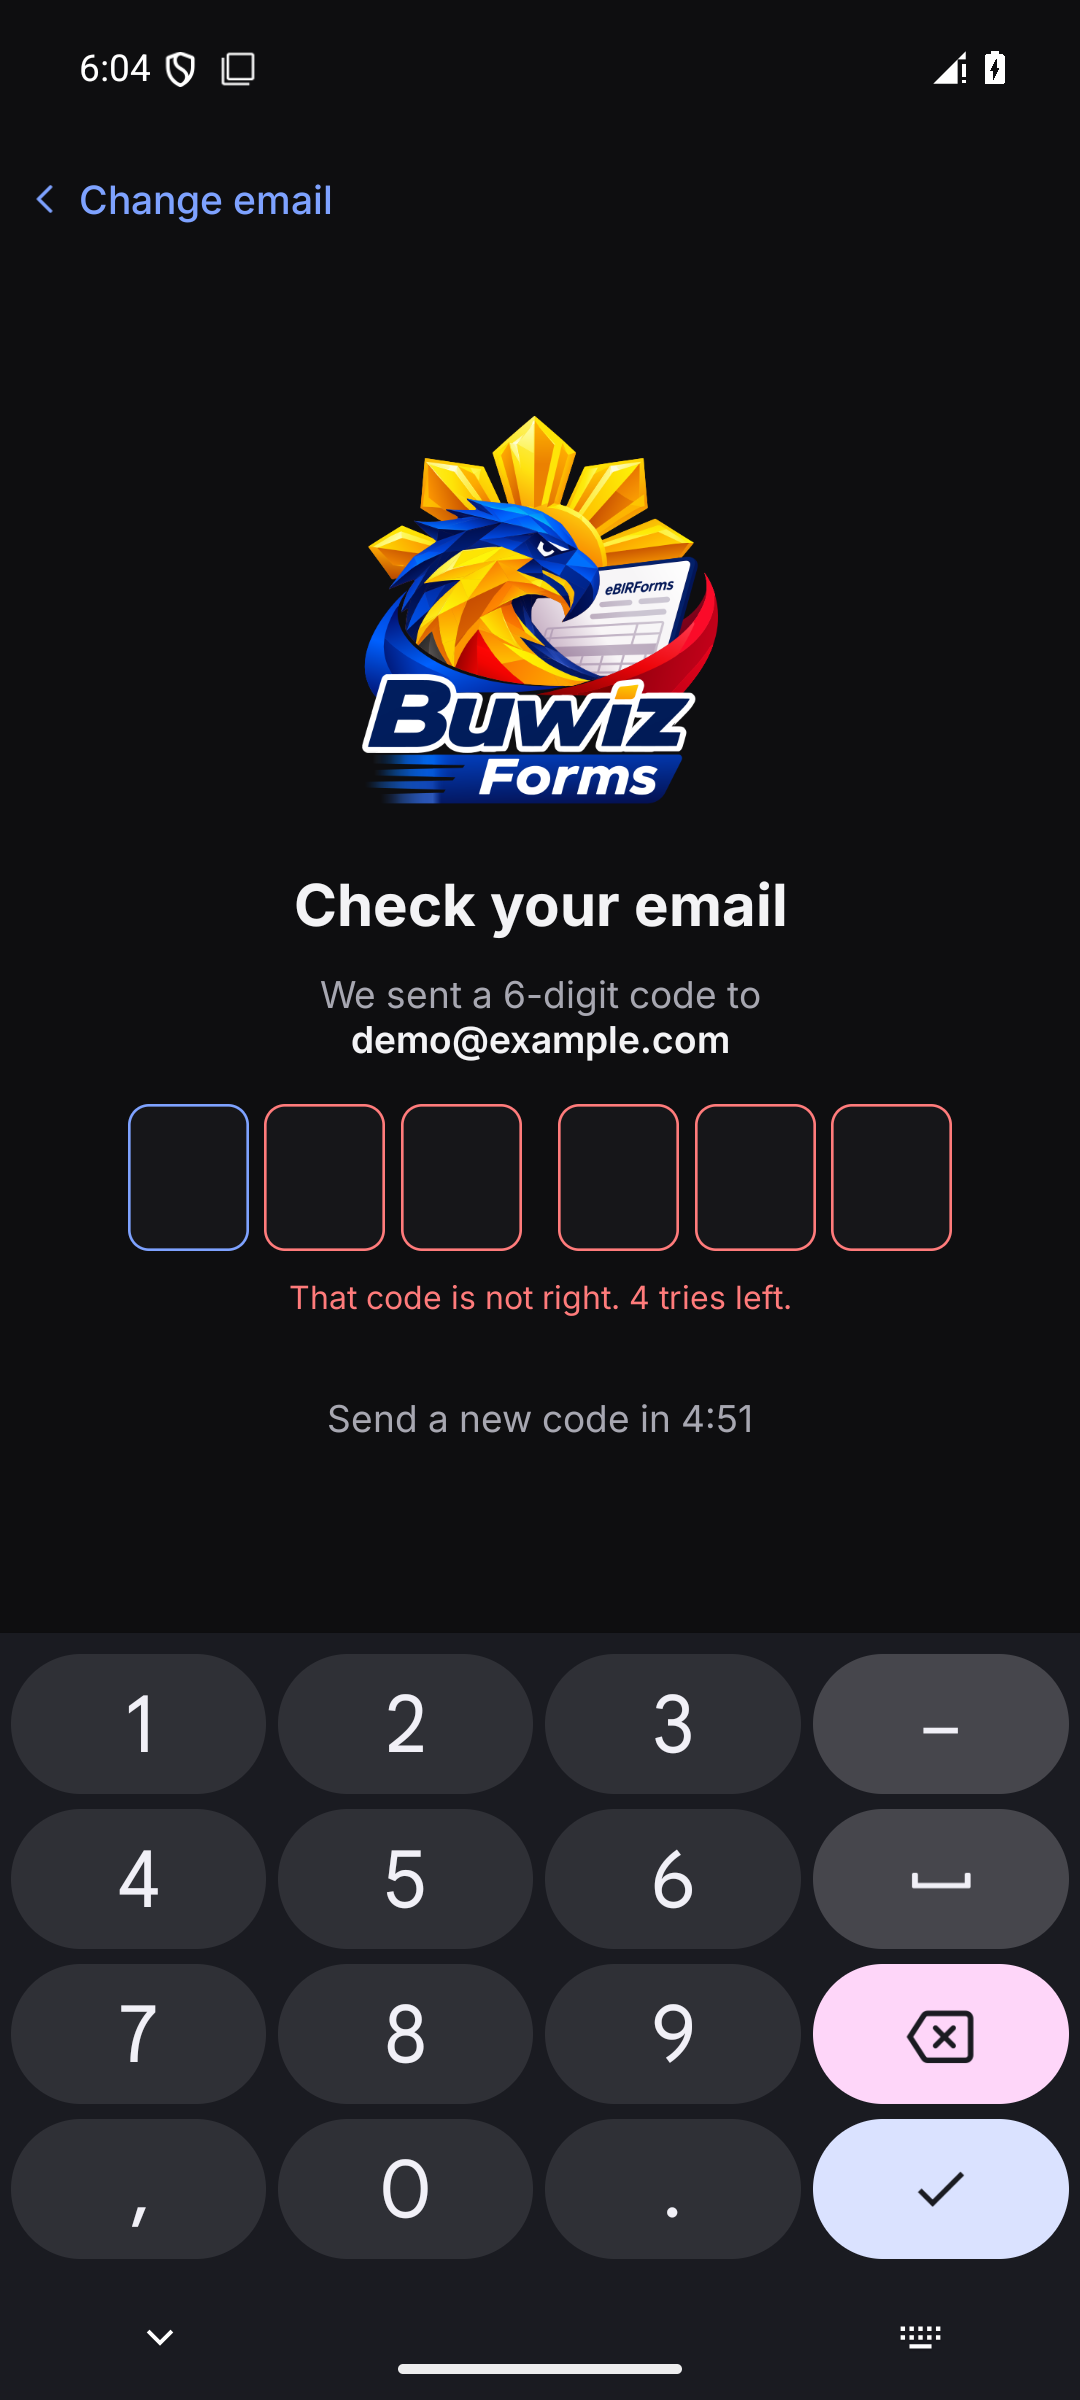 6:04
Change email
eBIRForms
Buwiz
Forms
Check your email
We sent a 6-digit code to
demo@example.com
That code is not right. 4 tries left.
Send a new code in 4:51
1 2 3 –
4 5 6
7 8 9
, 0 .